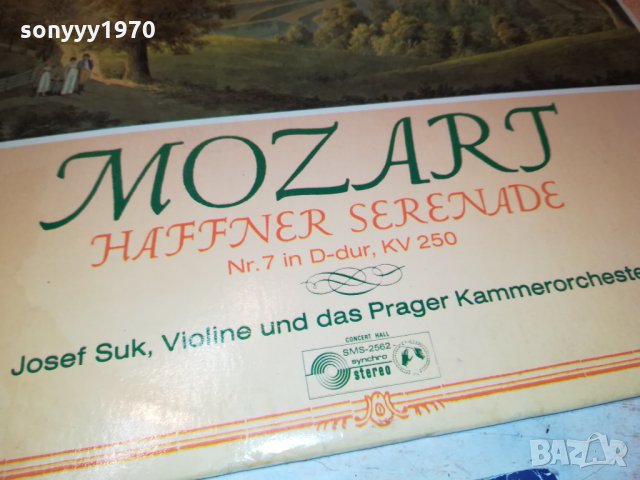 sonyyy1970
MOZART
HAFFNER SERENADE
Nr. 7 in D-dur, KV 250
Josef Suk, Violine und das Prager Kammerorcheste
CONCERT HALL
SMS-2562
synchro
stereo
BAZAR